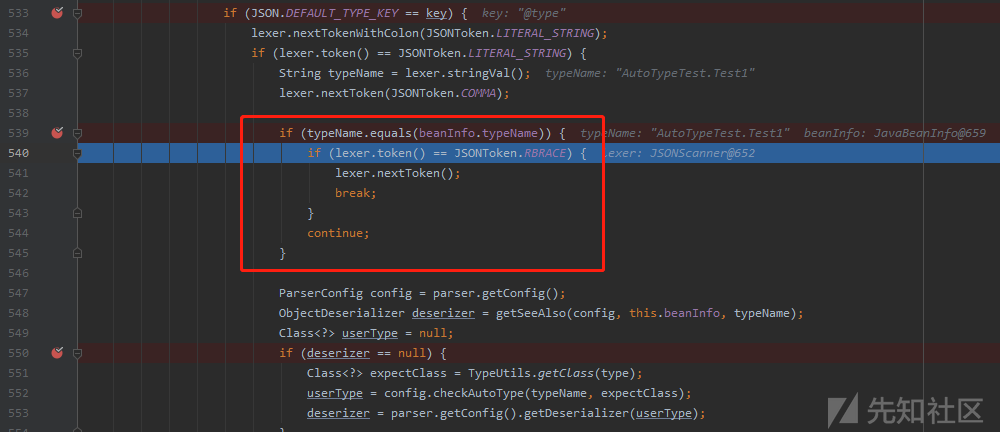 533 if (JSON.DEFAULT_TYPE_KEY == key) { key: "@type"
534 lexer.nextTokenWithColon(JSONToken.LITERAL_STRING);
535 if (lexer.token() == JSONToken.LITERAL_STRING) {
536 String typeName = lexer.stringVal(); typeName: "AutoTypeTest.Test1"
537 lexer.nextToken(JSONToken.COMMA);
538
539 if (typeName.equals(beanInfo.typeName)) { typeName: "AutoTypeTest.Test1" beanInfo: JavaBeanInfo@659
540 if (lexer.token() == JSONToken.RBRACE) { lexer: JSONScanner@652
541 lexer.nextToken();
542 break;
543 }
544 continue;
545 }
546
547 ParserConfig config = parser.getConfig();
548 ObjectDeserializer deserizer = getSeeAlso(config, this.beanInfo, typeName);
549 Class<?> userType = null;
550 if (deserizer == null) {
551 Class<?> expectClass = TypeUtils.getClass(type);
552 userType = config.checkAutoType(typeName, expectClass);
553 deserizer = parser.getConfig().getDeserializer(userType);
554 }
先知社区